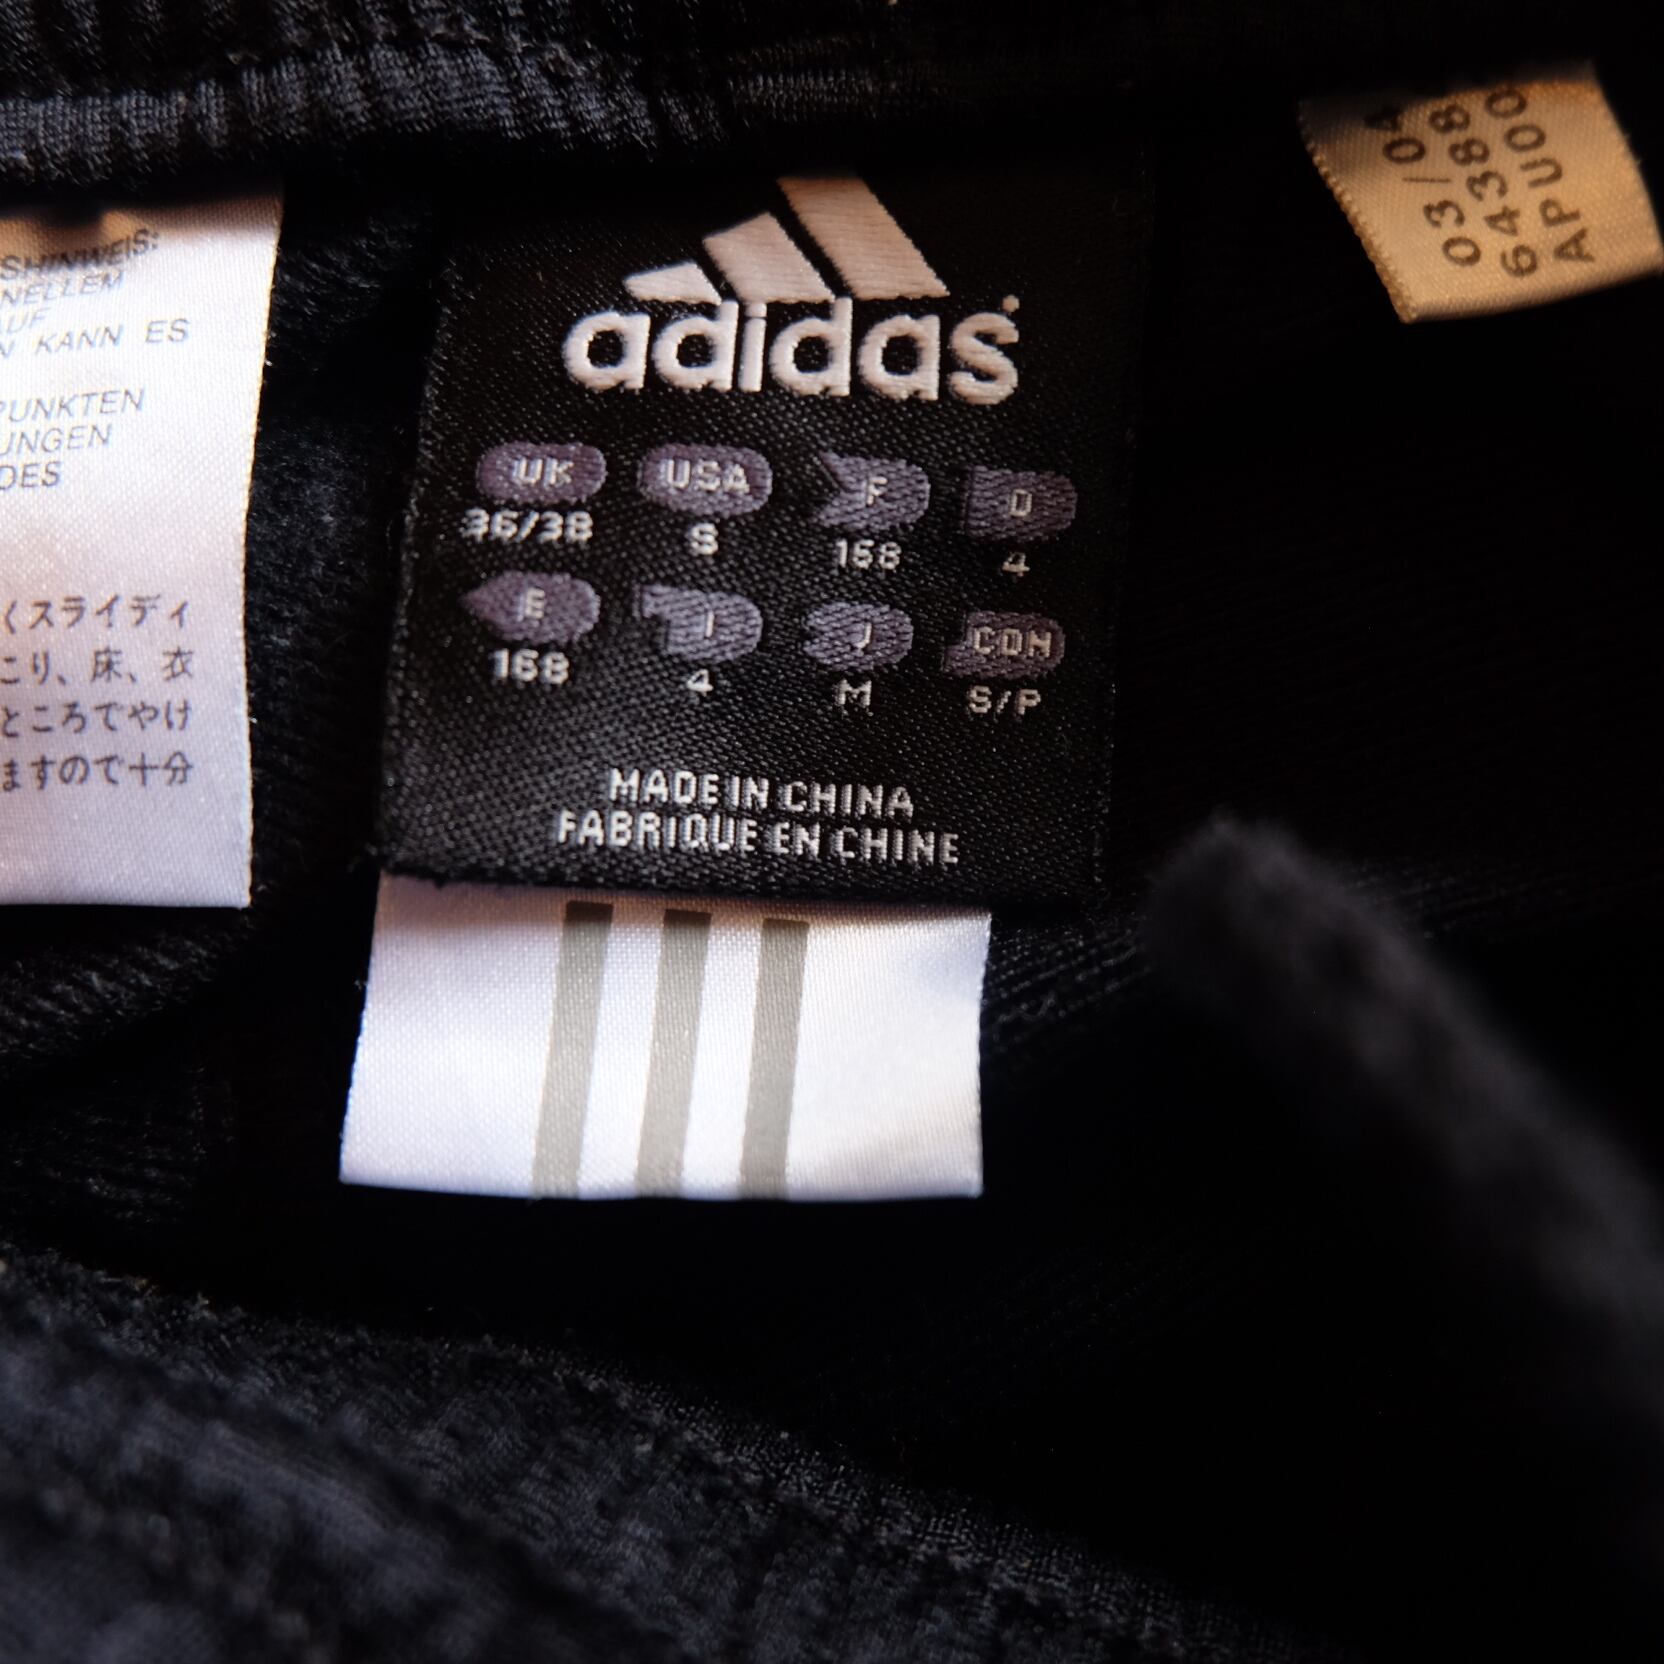 SHINWEIS:
NELLEM
AUF
N KANN ES
PUNKTEN
UNGEN
DES
くスライディ
こり、床、衣
ところでやけ
ますので十分
adidas
UK USA F D
36/38 S 168 4
E I J CDN
168 4 M S/P
MADE IN CHINA
FABRIQUE EN CHINE
03/04
64388
APU00